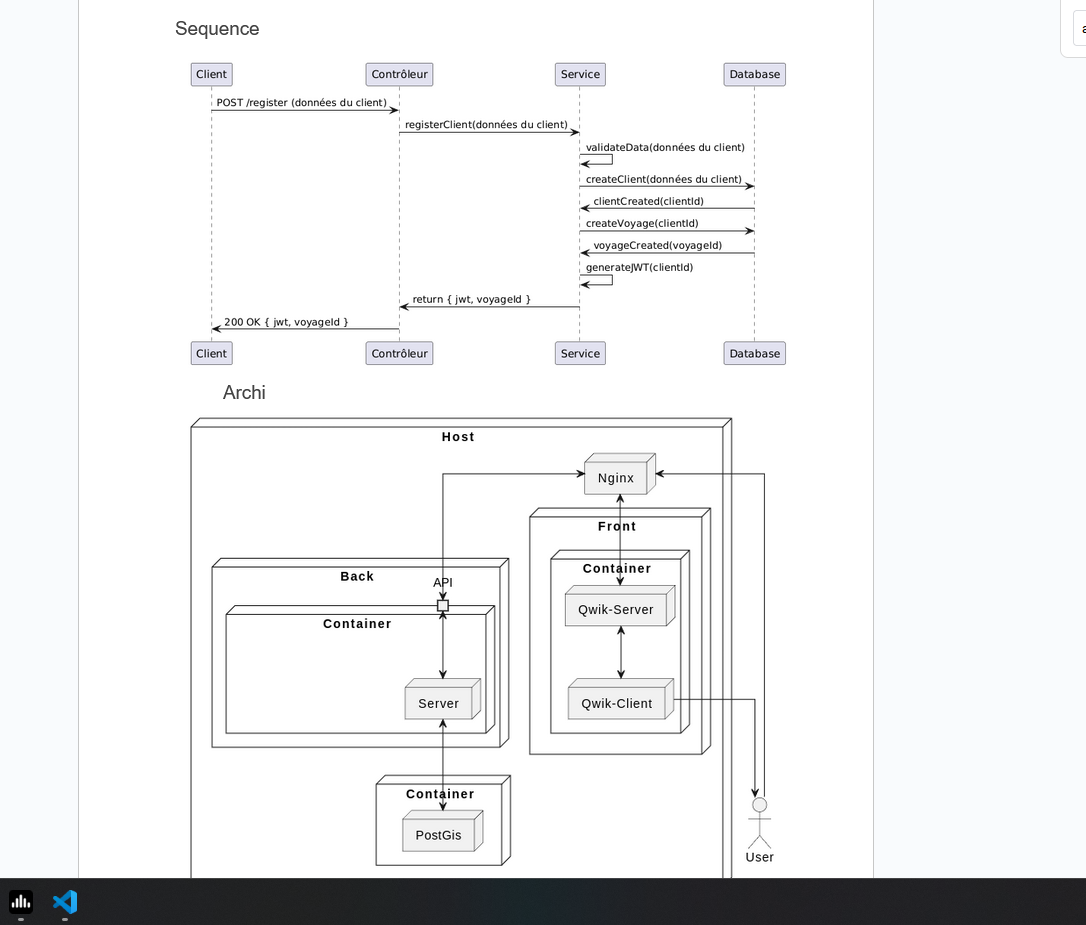 Sequence
Client Contrôleur Service Database
POST /register (données du client)
registerClient(données du client)
validateData(données du client)
createClient(données du client)
clientCreated(clientId)
createVoyage(clientId)
voyageCreated(voyageId)
generateJWT(clientId)
return { jwt, voyageId }
200 OK { jwt, voyageId }
Client Contrôleur Service Database
Archi
Host
Nginx
Front
Container
Back
API
Qwik-Server
Container
Server
Qwik-Client
Container
PostGis
User